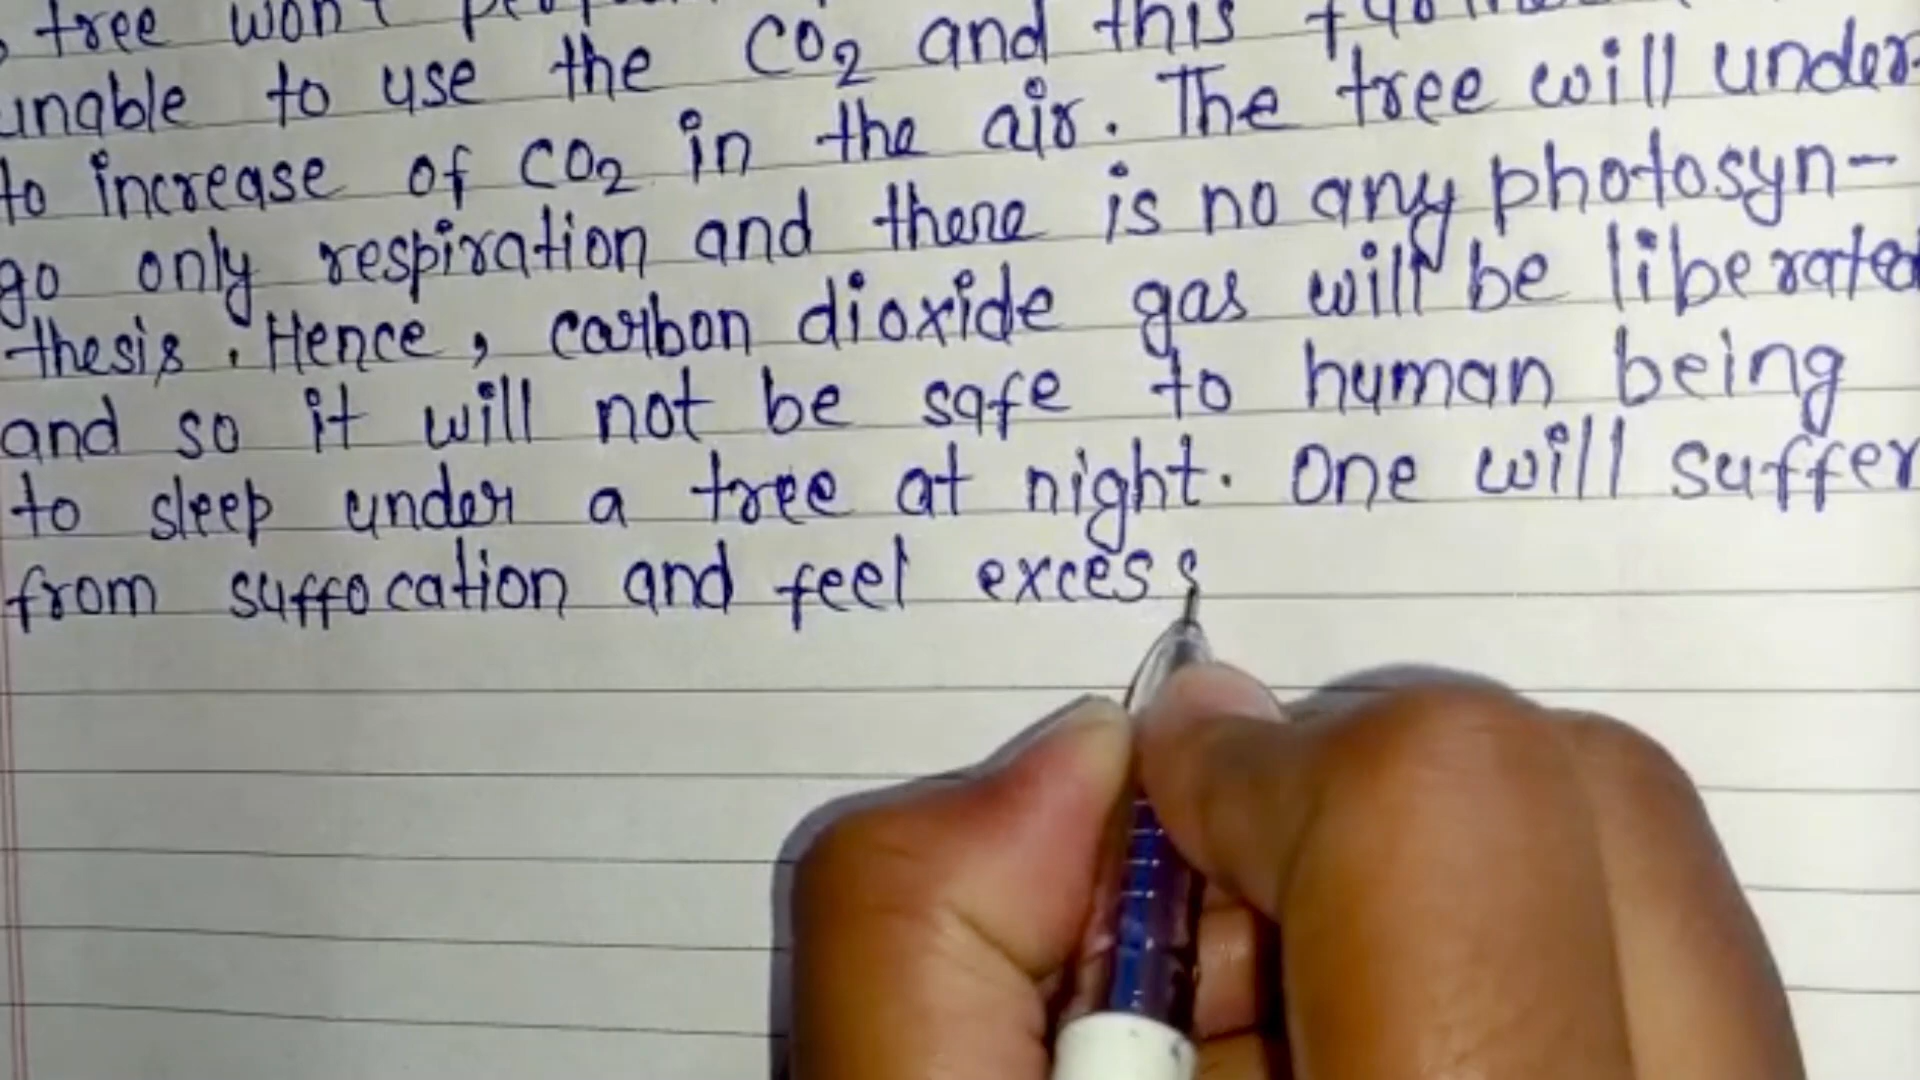 tree won't
unable to use the CO2 and this
to increase of CO2 in the air. The tree will under-
go only respiration and there is no any photosyn-
thesis. Hence, carbon dioxide gas will be liberated
and so it will not be safe to human being
to sleep under a tree at night. One will suffer
from suffocation and feel excess